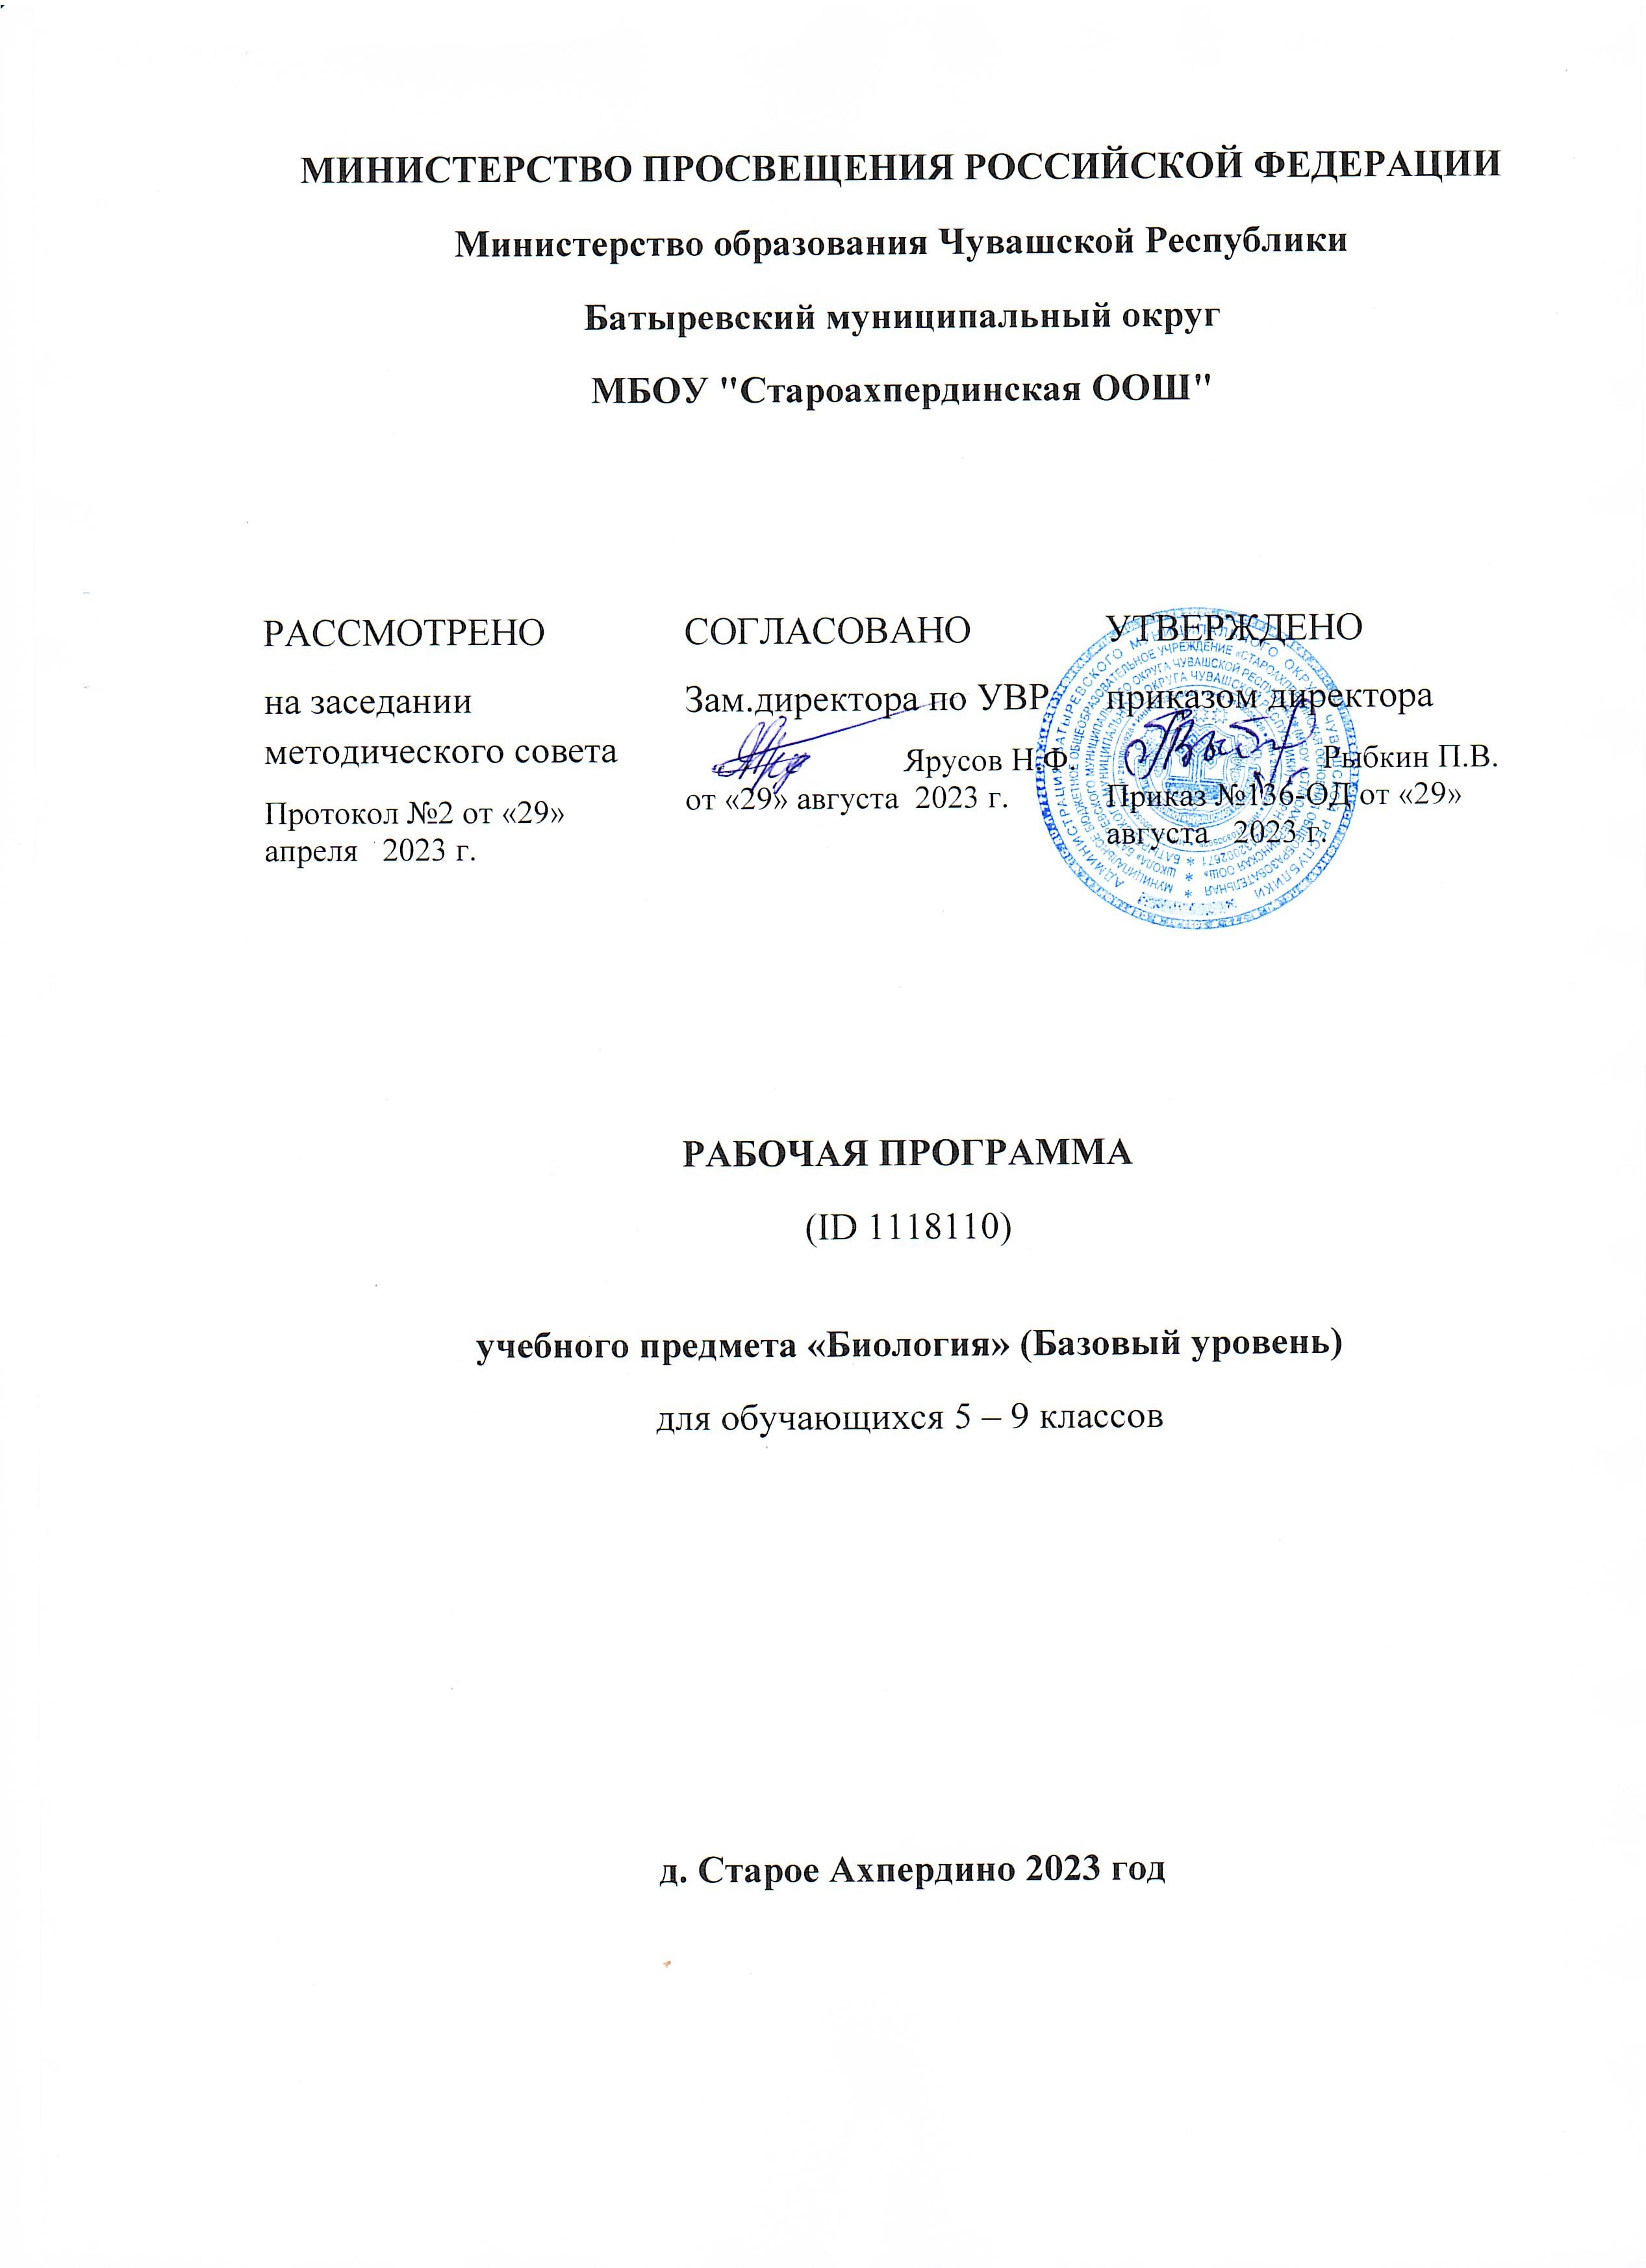 МИНИСТЕРСТВО ПРОСВЕЩЕНИЯ РОССИЙСКОЙ ФЕДЕРАЦИИ
Министерство образования Чувашской Республики
Батыревский муниципальный округ
МБОУ "Староахпердинская ООШ"
РАССМОТРЕНО
на заседании
методического совета
Протокол №2 от «29»
апреля 2023 г.
СОГЛАСОВАНО
Зам.директора по УВР
Ярусов Н.Ф.
от «29» августа 2023 г.
УТВЕРЖДЕНО
приказом директора
Рыбкин П.В.
Приказ №136-ОД от «29»
августа 2023 г.
РАБОЧАЯ ПРОГРАММА
(ID 1118110)
учебного предмета «Биология» (Базовый уровень)
для обучающихся 5 – 9 классов
д. Старое Ахпердино 2023 год